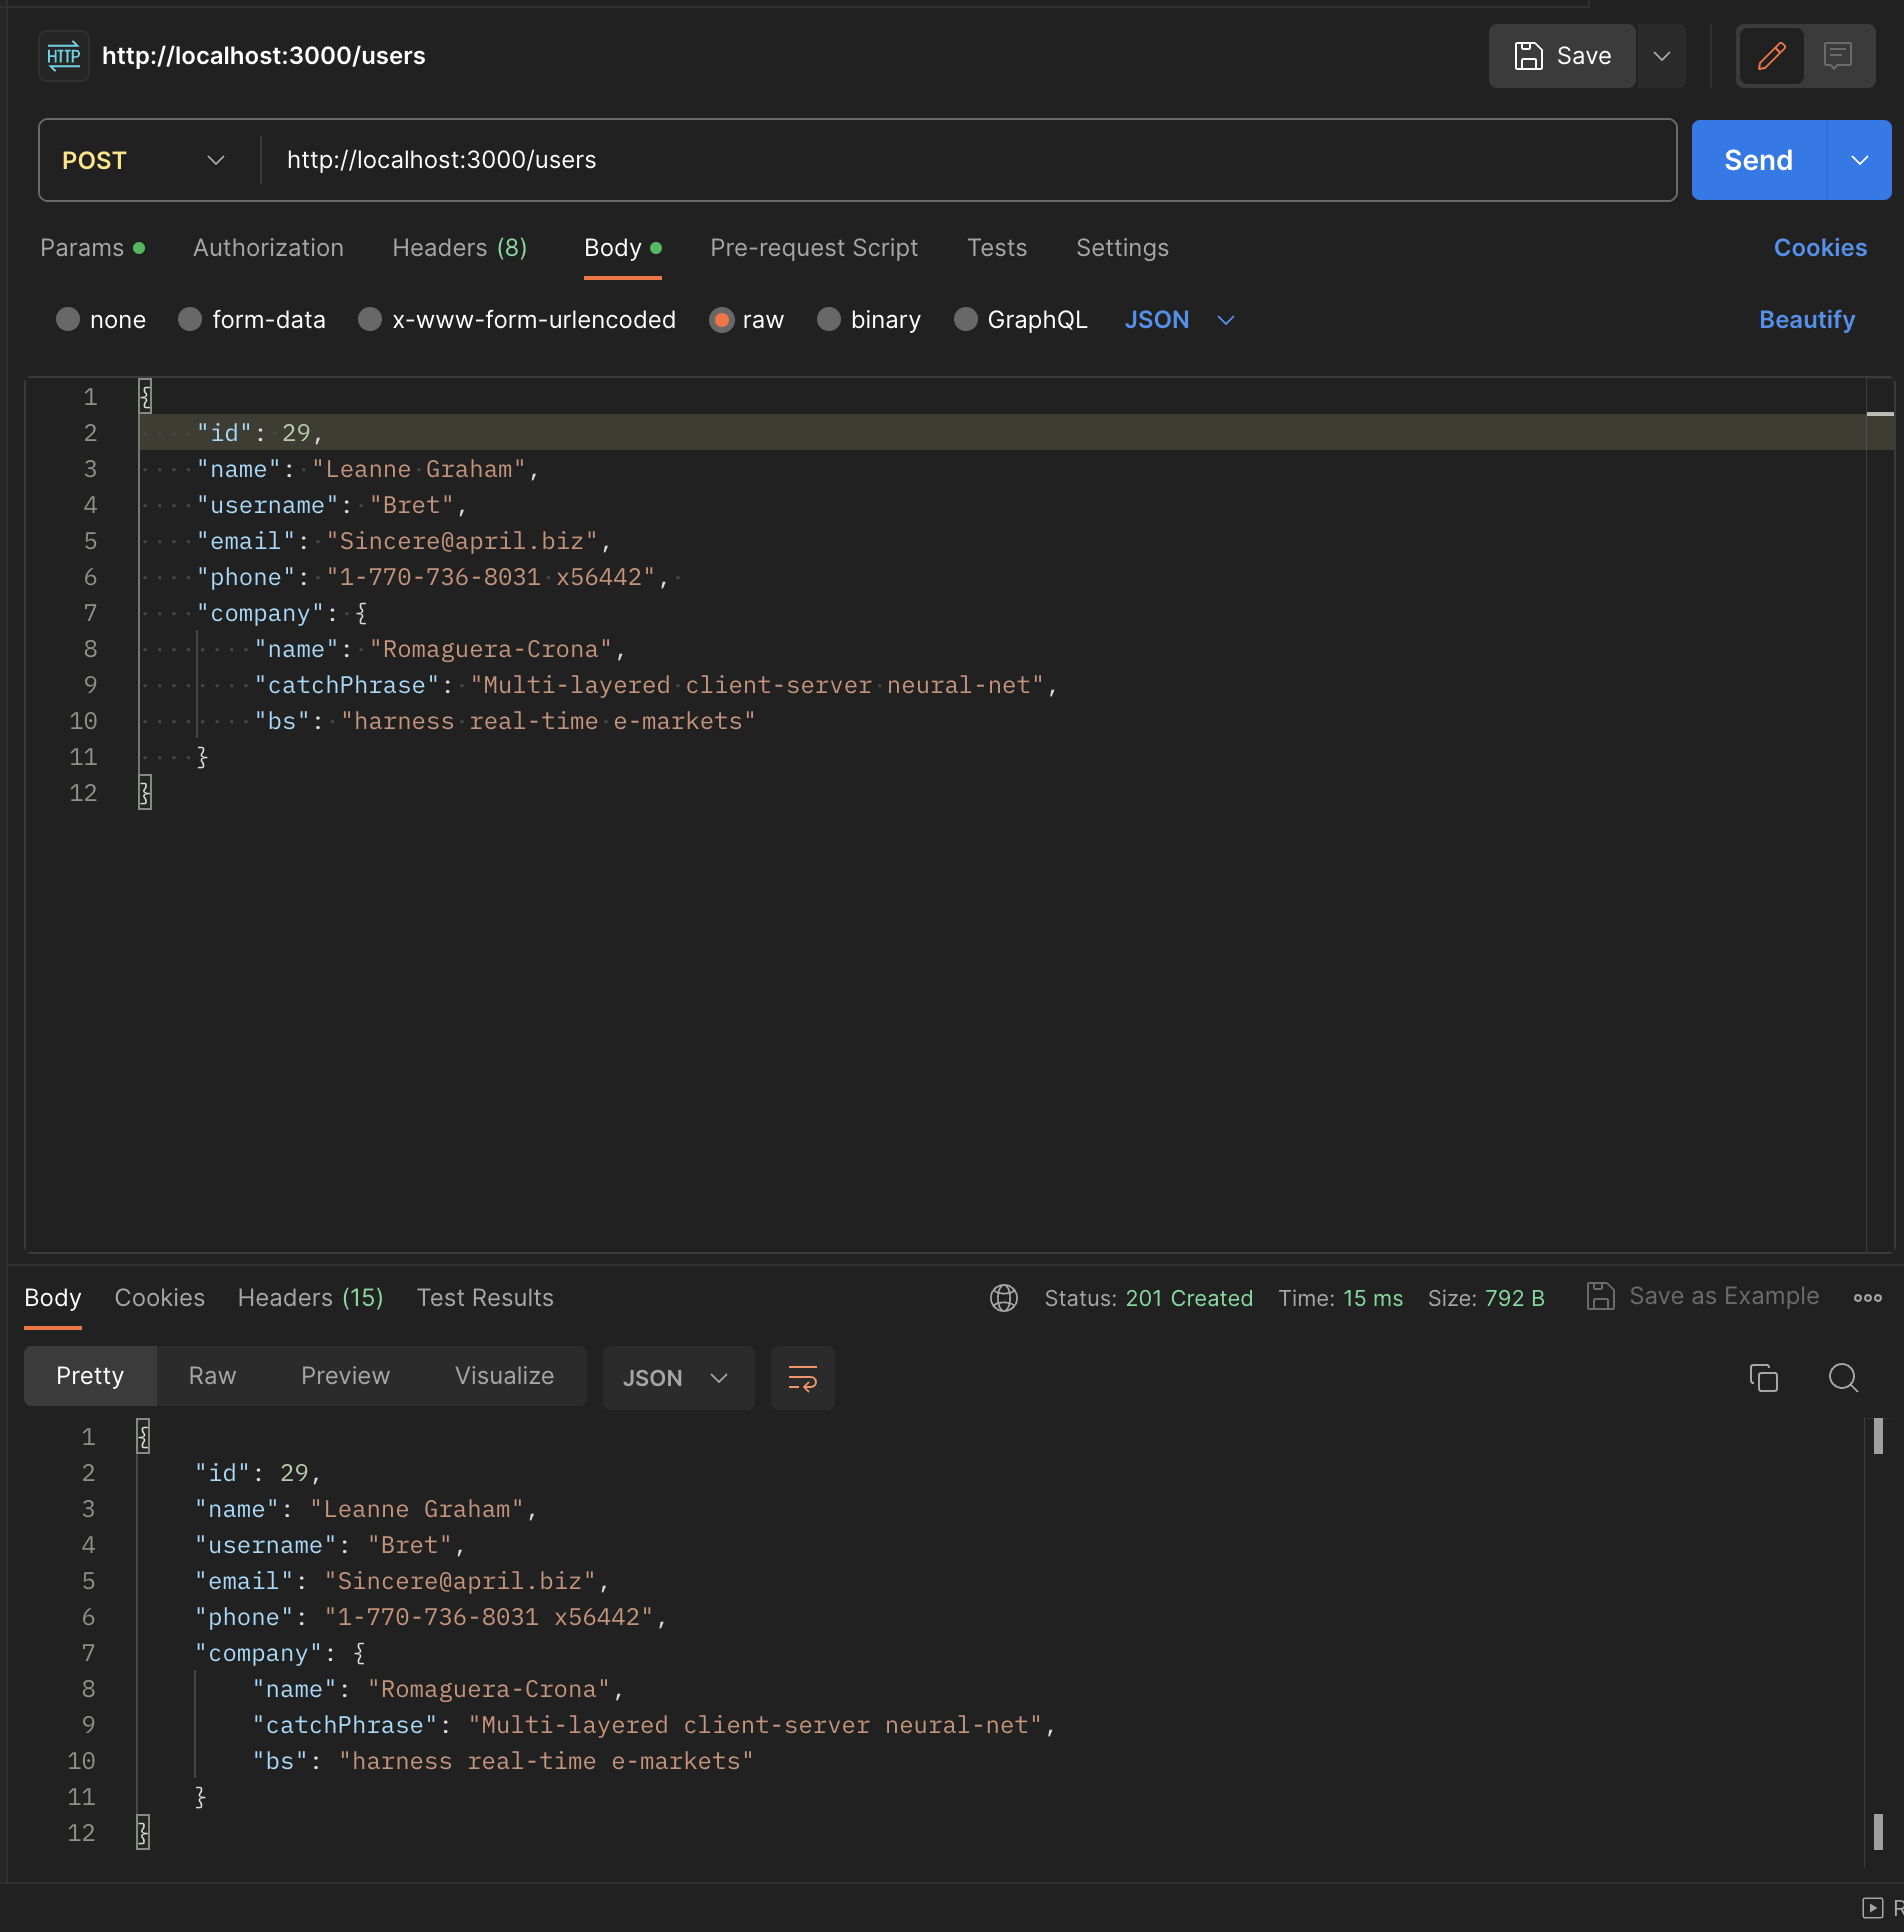 HTTP http://localhost:3000/users Save
POST http://localhost:3000/users Send
Params Authorization Headers (8) Body Pre-request Script Tests Settings Cookies
none form-data x-www-form-urlencoded raw binary GraphQL JSON Beautify
1 {
2 "id": 29,
3 "name": "Leanne Graham",
4 "username": "Bret",
5 "email": "Sincere@april.biz",
6 "phone": "1-770-736-8031 x56442",
7 "company": {
8 "name": "Romaguera-Crona",
9 "catchPhrase": "Multi-layered client-server neural-net",
10 "bs": "harness real-time e-markets"
11 }
12 }
Body Cookies Headers (15) Test Results Status: 201 Created Time: 15 ms Size: 792 B Save as Example
Pretty Raw Preview Visualize JSON
1 {
2 "id": 29,
3 "name": "Leanne Graham",
4 "username": "Bret",
5 "email": "Sincere@april.biz",
6 "phone": "1-770-736-8031 x56442",
7 "company": {
8 "name": "Romaguera-Crona",
9 "catchPhrase": "Multi-layered client-server neural-net",
10 "bs": "harness real-time e-markets"
11 }
12 }